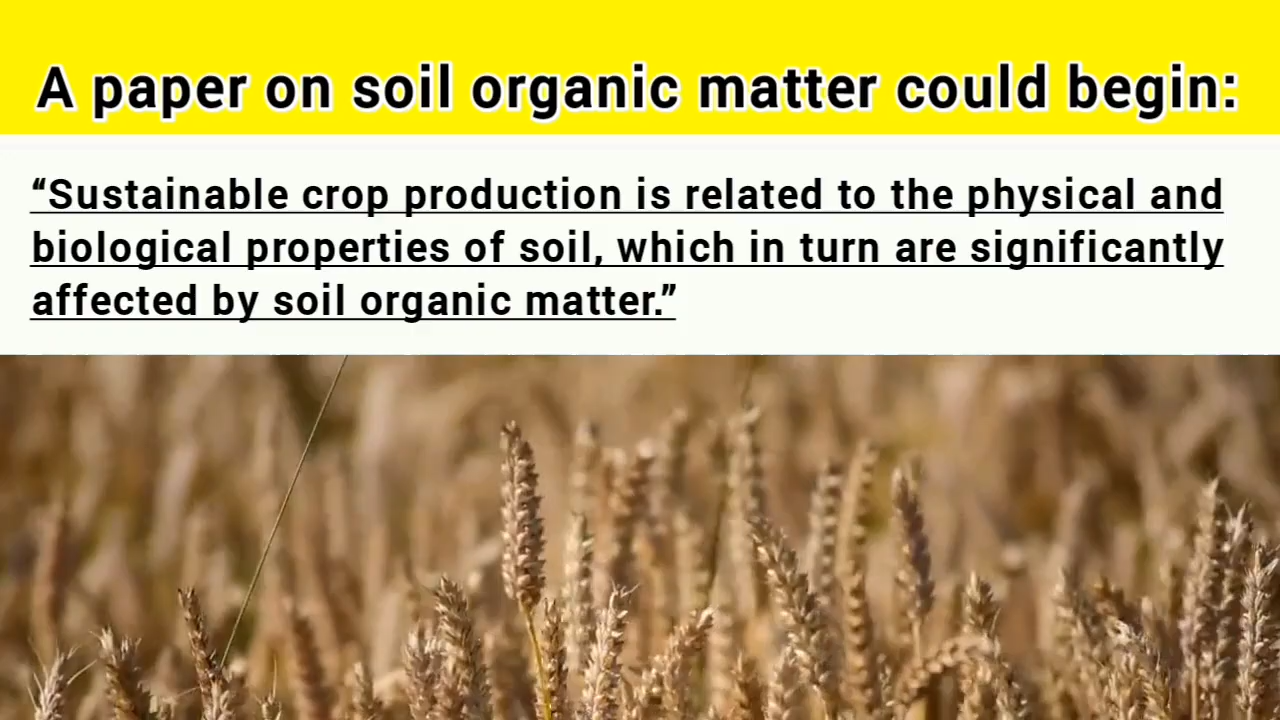 A paper on soil organic matter could begin:
“Sustainable crop production is related to the physical and
biological properties of soil, which in turn are significantly
affected by soil organic matter.”